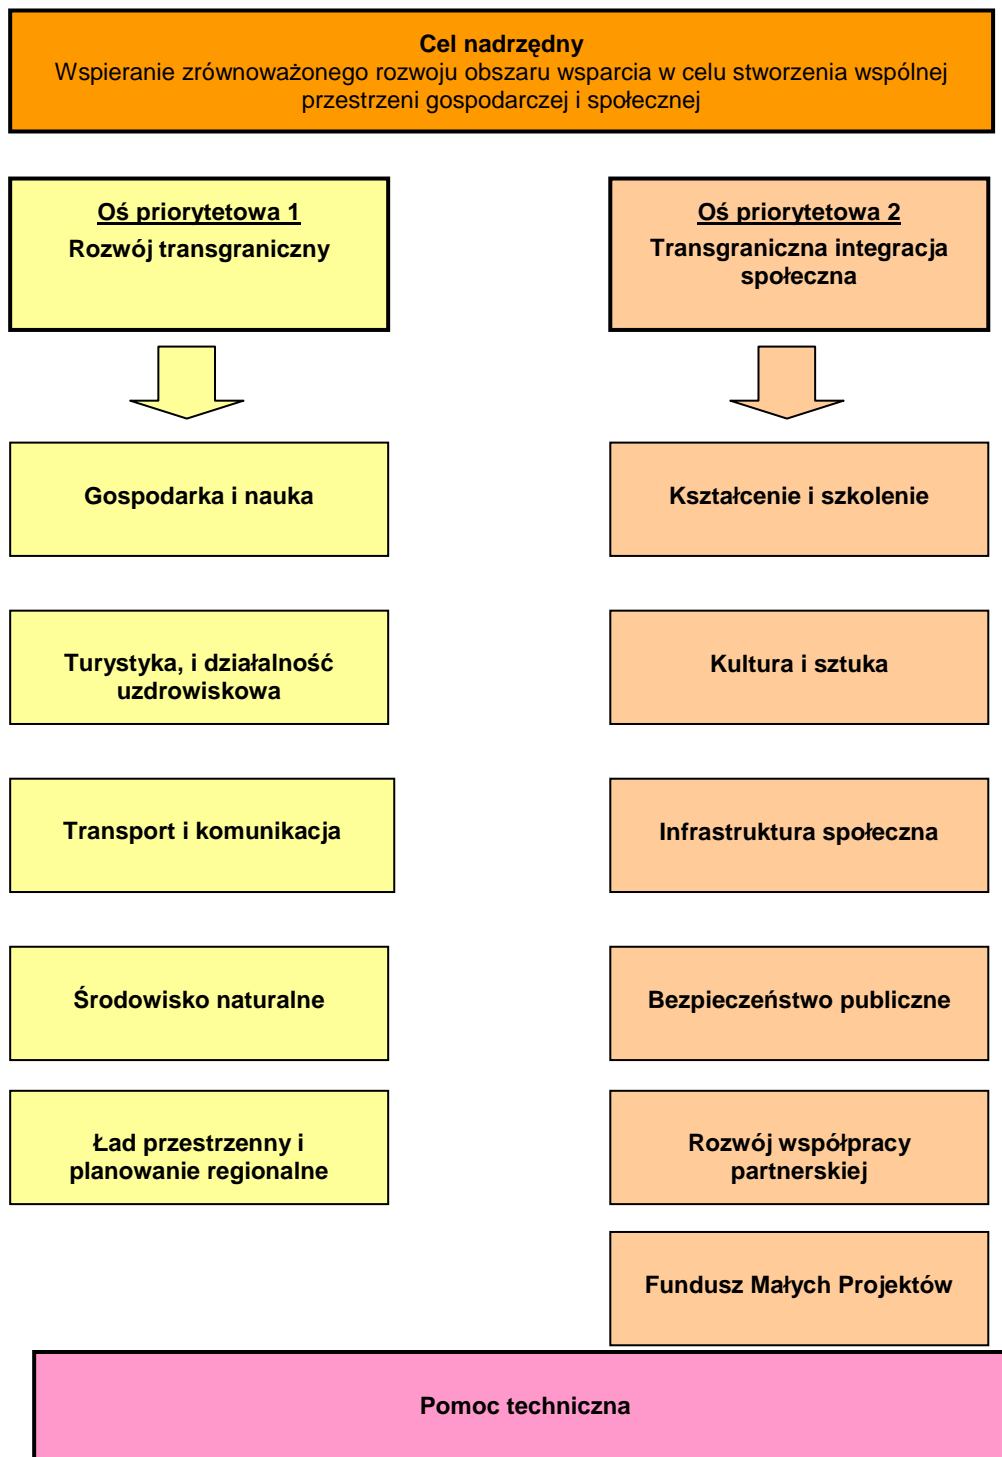 Cel nadrzędny
Wspieranie zrównoważonego rozwoju obszaru wsparcia w celu stworzenia wspólnej
przestrzeni gospodarczej i społecznej
Oś priorytetowa 1
Rozwój transgraniczny
Oś priorytetowa 2
Transgraniczna integracja
społeczna
Gospodarka i nauka
Kształcenie i szkolenie
Turystyka, i działalność
uzdrowiskowa
Kultura i sztuka
Transport i komunikacja
Infrastruktura społeczna
Środowisko naturalne
Bezpieczeństwo publiczne
Ład przestrzenny i
planowanie regionalne
Rozwój współpracy
partnerskiej
Fundusz Małych Projektów
Pomoc techniczna